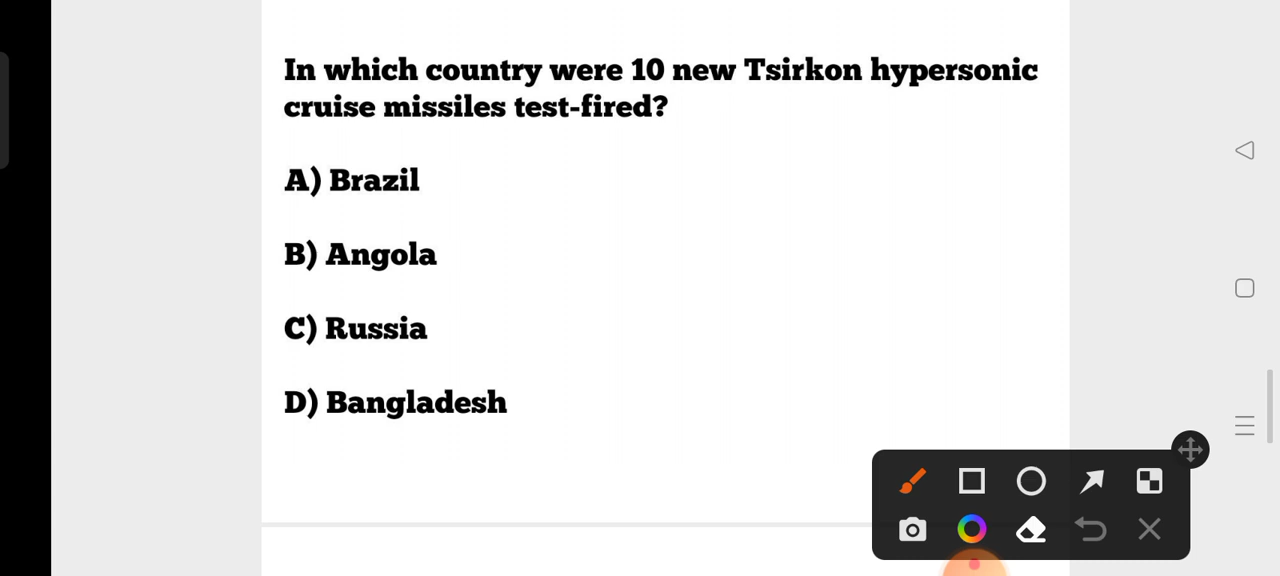 In which country were 10 new Tsirkon hypersonic
cruise missiles test-fired?
A) Brazil
B) Angola
C) Russia
D) Bangladesh